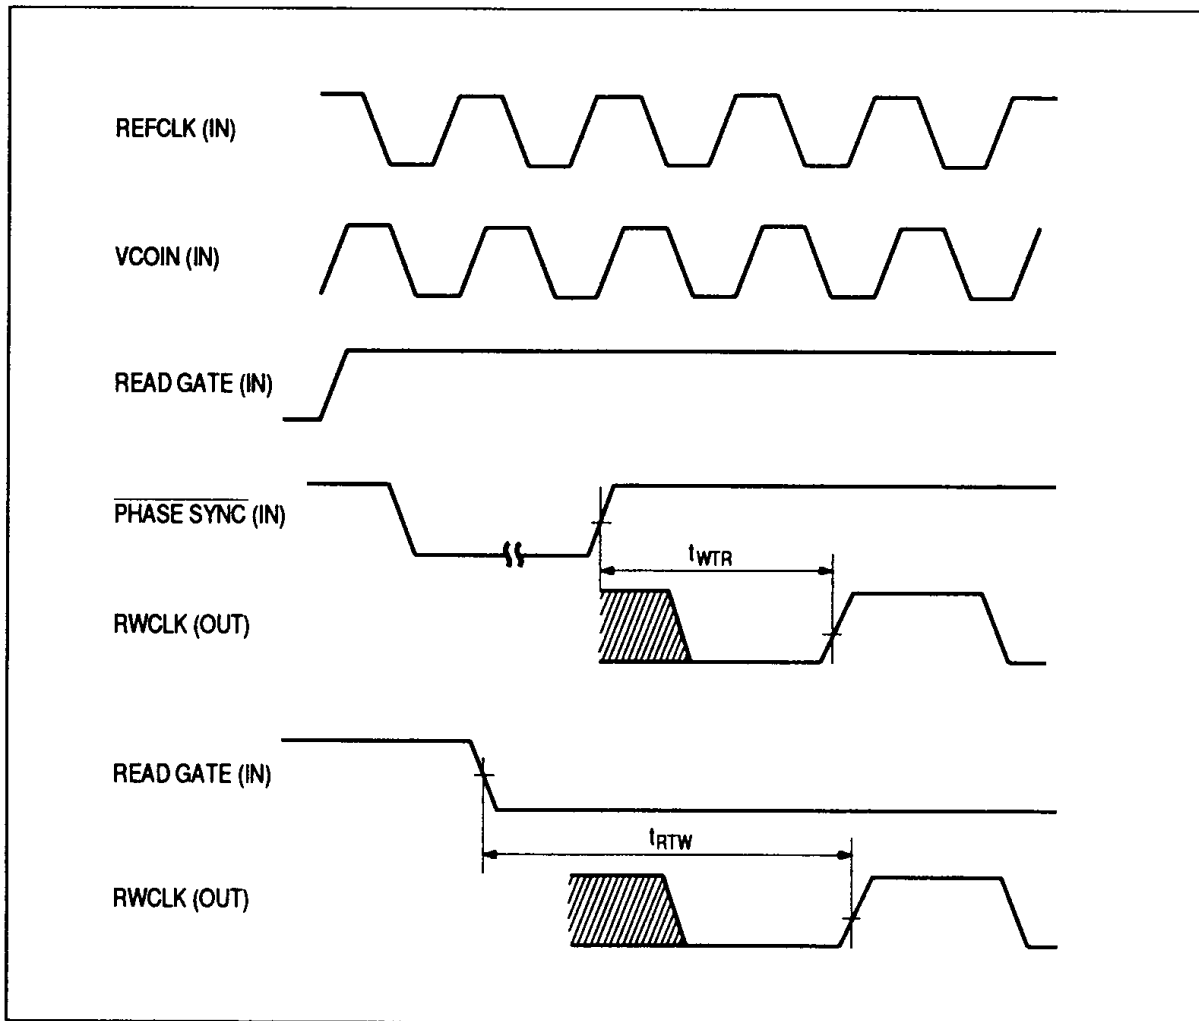 REFCLK (IN)
VCOIN (IN)
READ GATE (IN)
PHASE SYNC (IN)
tWTR
RWCLK (OUT)
READ GATE (IN)
tRTW
RWCLK (OUT)